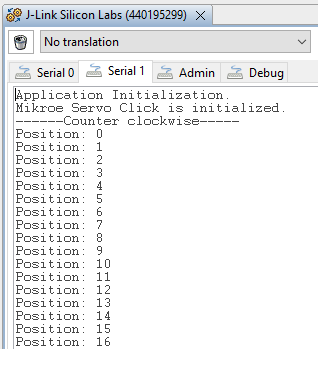 J-Link Silicon Labs (440195299)
No translation
Serial 0 Serial 1 Admin Debug
Application Initialization.
Mikroe Servo Click is initialized.
------Counter clockwise-----
Position: 0
Position: 1
Position: 2
Position: 3
Position: 4
Position: 5
Position: 6
Position: 7
Position: 8
Position: 9
Position: 10
Position: 11
Position: 12
Position: 13
Position: 14
Position: 15
Position: 16